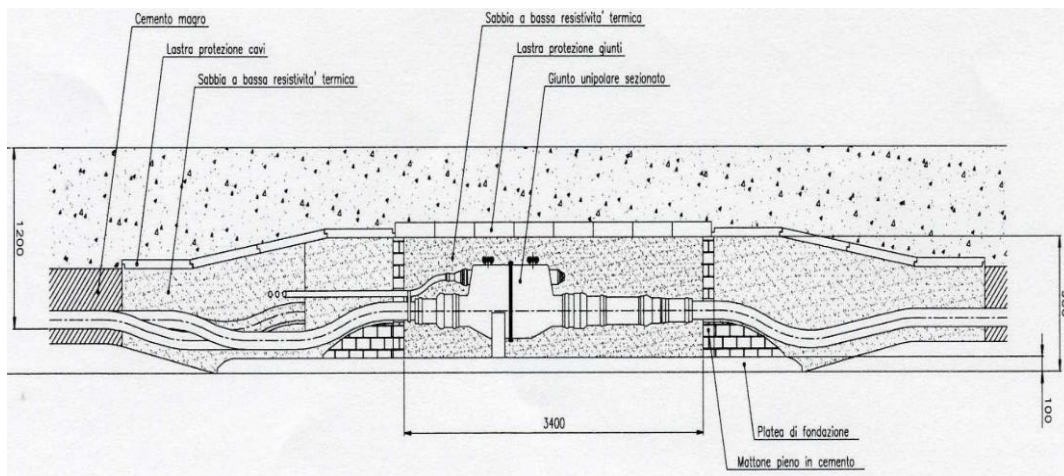 Cemento magro
Lastra protezione cavi
Sabbia a bassa resistivita' termica
Sabbia a bassa resistivita' termica
Lastra protezione giunti
Giunto unipolare sezionato
1200
100
3400
Platea di fondazione
Mattone pieno in cemento